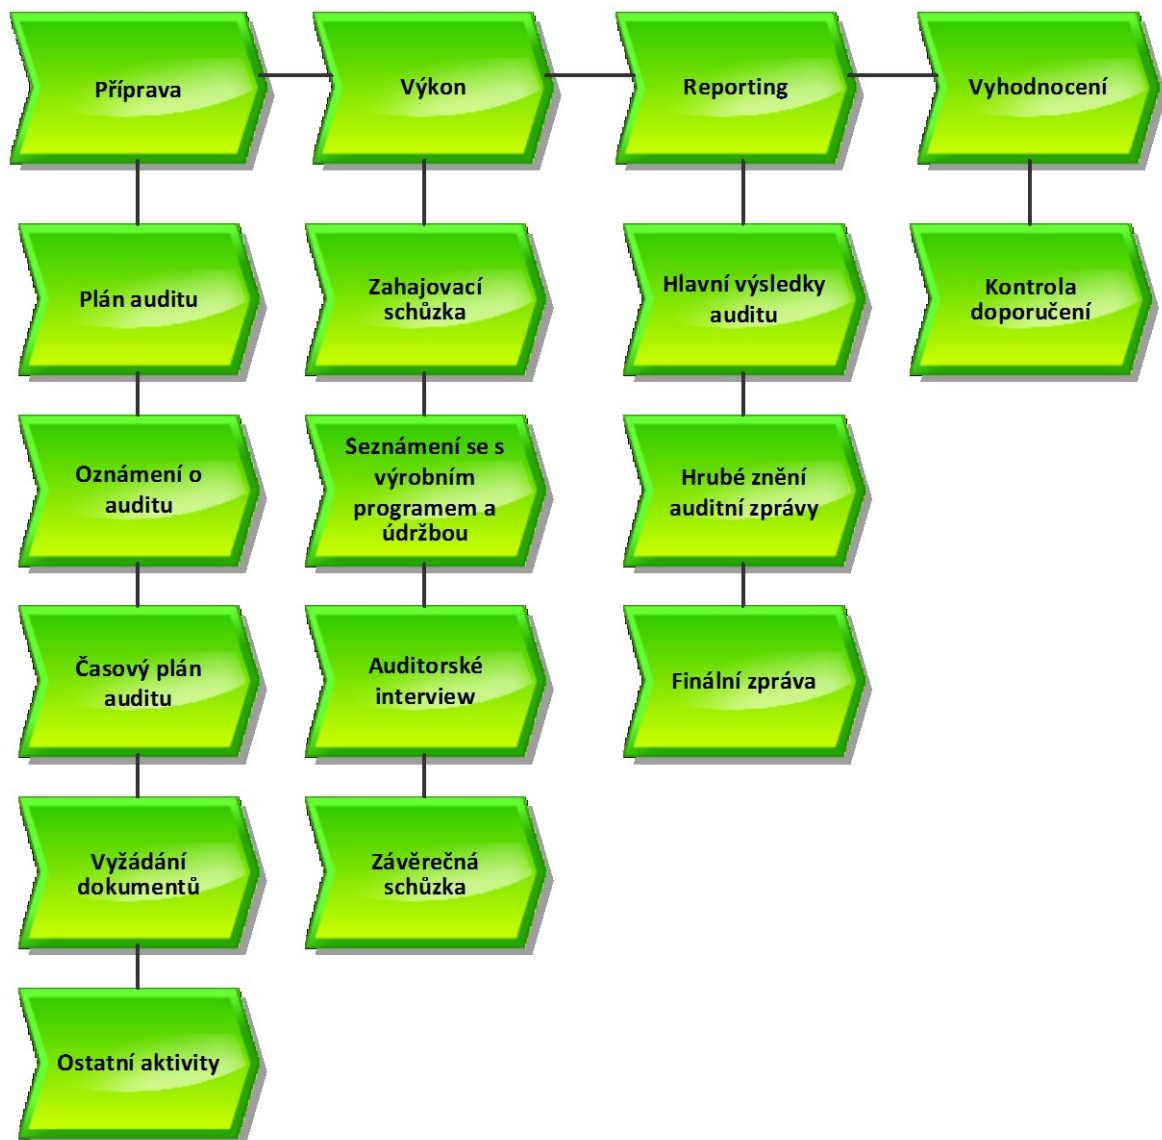 Příprava
Výkon
Reporting
Vyhodnocení
Plán auditu
Zahajovací
schůzka
Hlavní výsledky
auditu
Kontrola
doporučení
Oznámení o
auditu
Seznámení se s
výrobním
programem a
údržbou
Hrubé znění
auditní zprávy
Časový plán
auditu
Auditorské
interview
Finální zpráva
Vyžádání
dokumentů
Závěrečná
schůzka
Ostatní aktivity